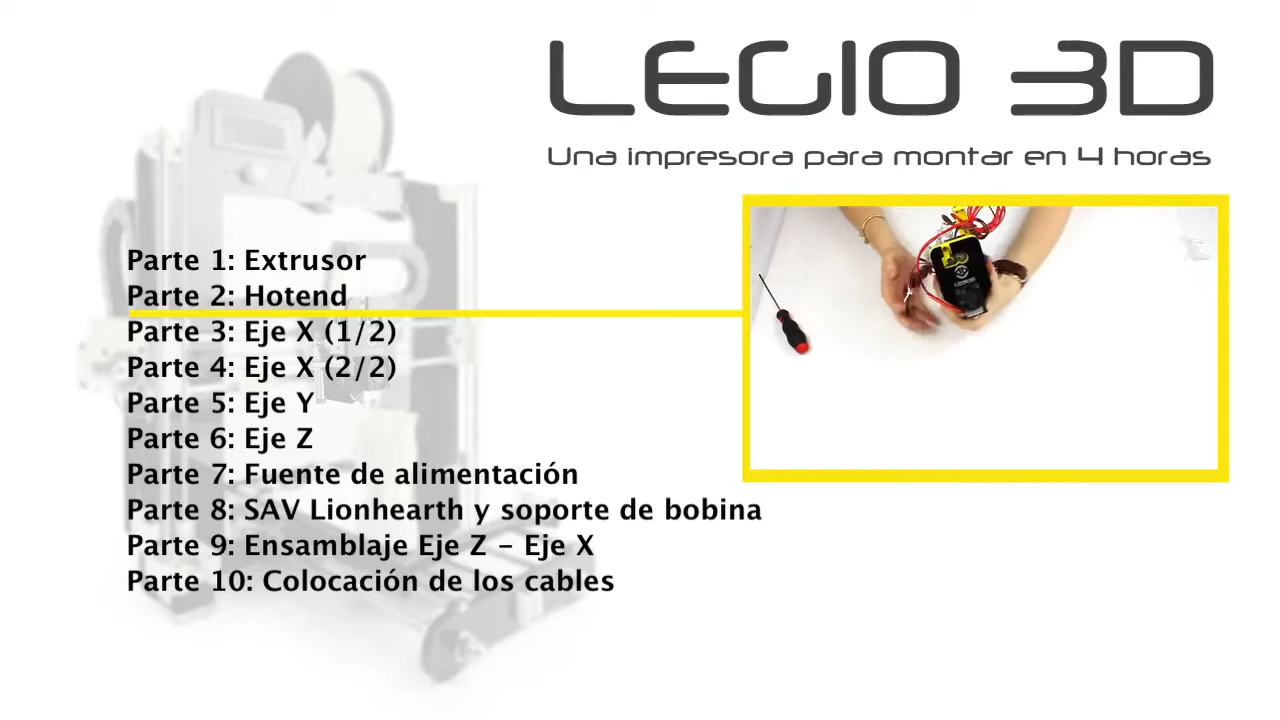 LEGIO 3D
Una impresora para montar en 4 horas
Parte 1: Extrusor
Parte 2: Hotend
Parte 3: Eje X (1/2)
Parte 4: Eje X (2/2)
Parte 5: Eje Y
Parte 6: Eje Z
Parte 7: Fuente de alimentación
Parte 8: SAV Lionhearth y soporte de bobina
Parte 9: Ensamblaje Eje Z - Eje X
Parte 10: Colocación de los cables